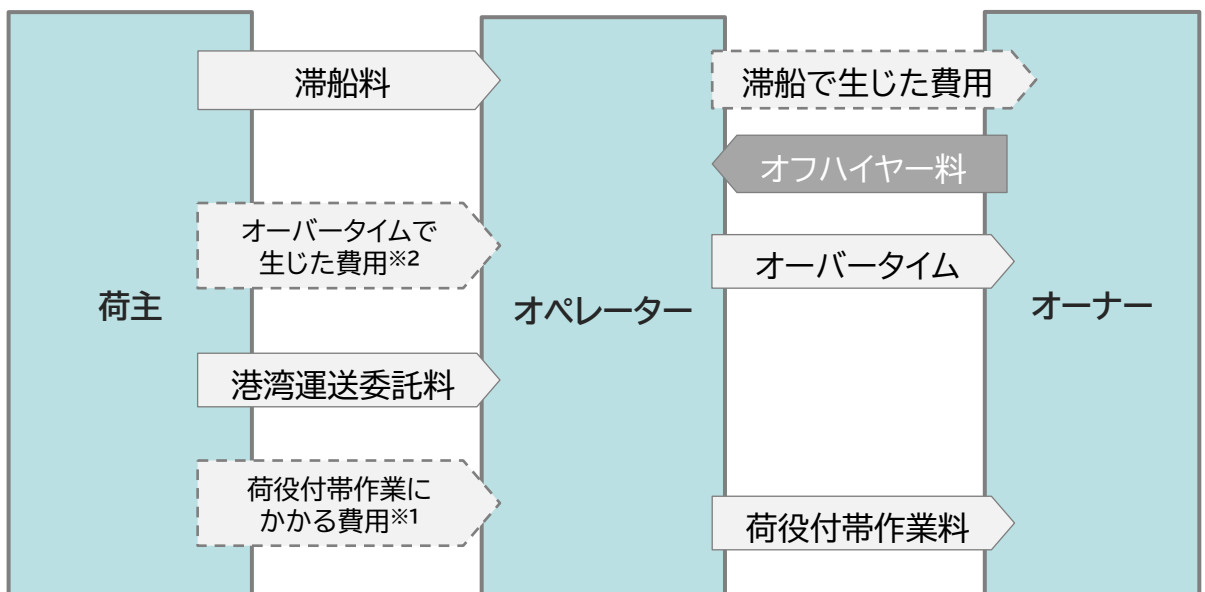 滞船料
滞船で生じた費用
オフハイヤー料
オーバータイムで
生じた費用※2
オーバータイム
荷主
オペレーター
オーナー
港湾運送委託料
荷役付帯作業に
かかる費用※1
荷役付帯作業料